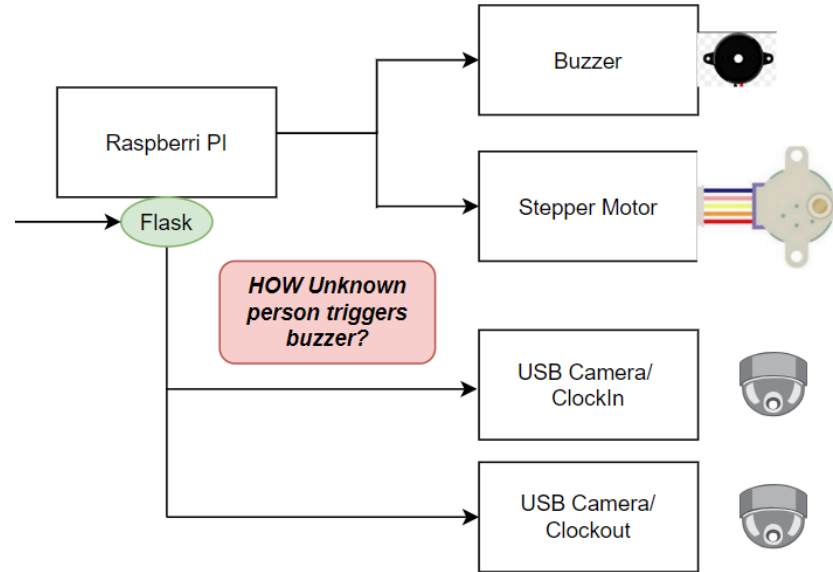 Buzzer
Raspberri PI
Stepper Motor
Flask
HOW Unknown
person triggers
buzzer?
USB Camera/
ClockIn
USB Camera/
Clockout